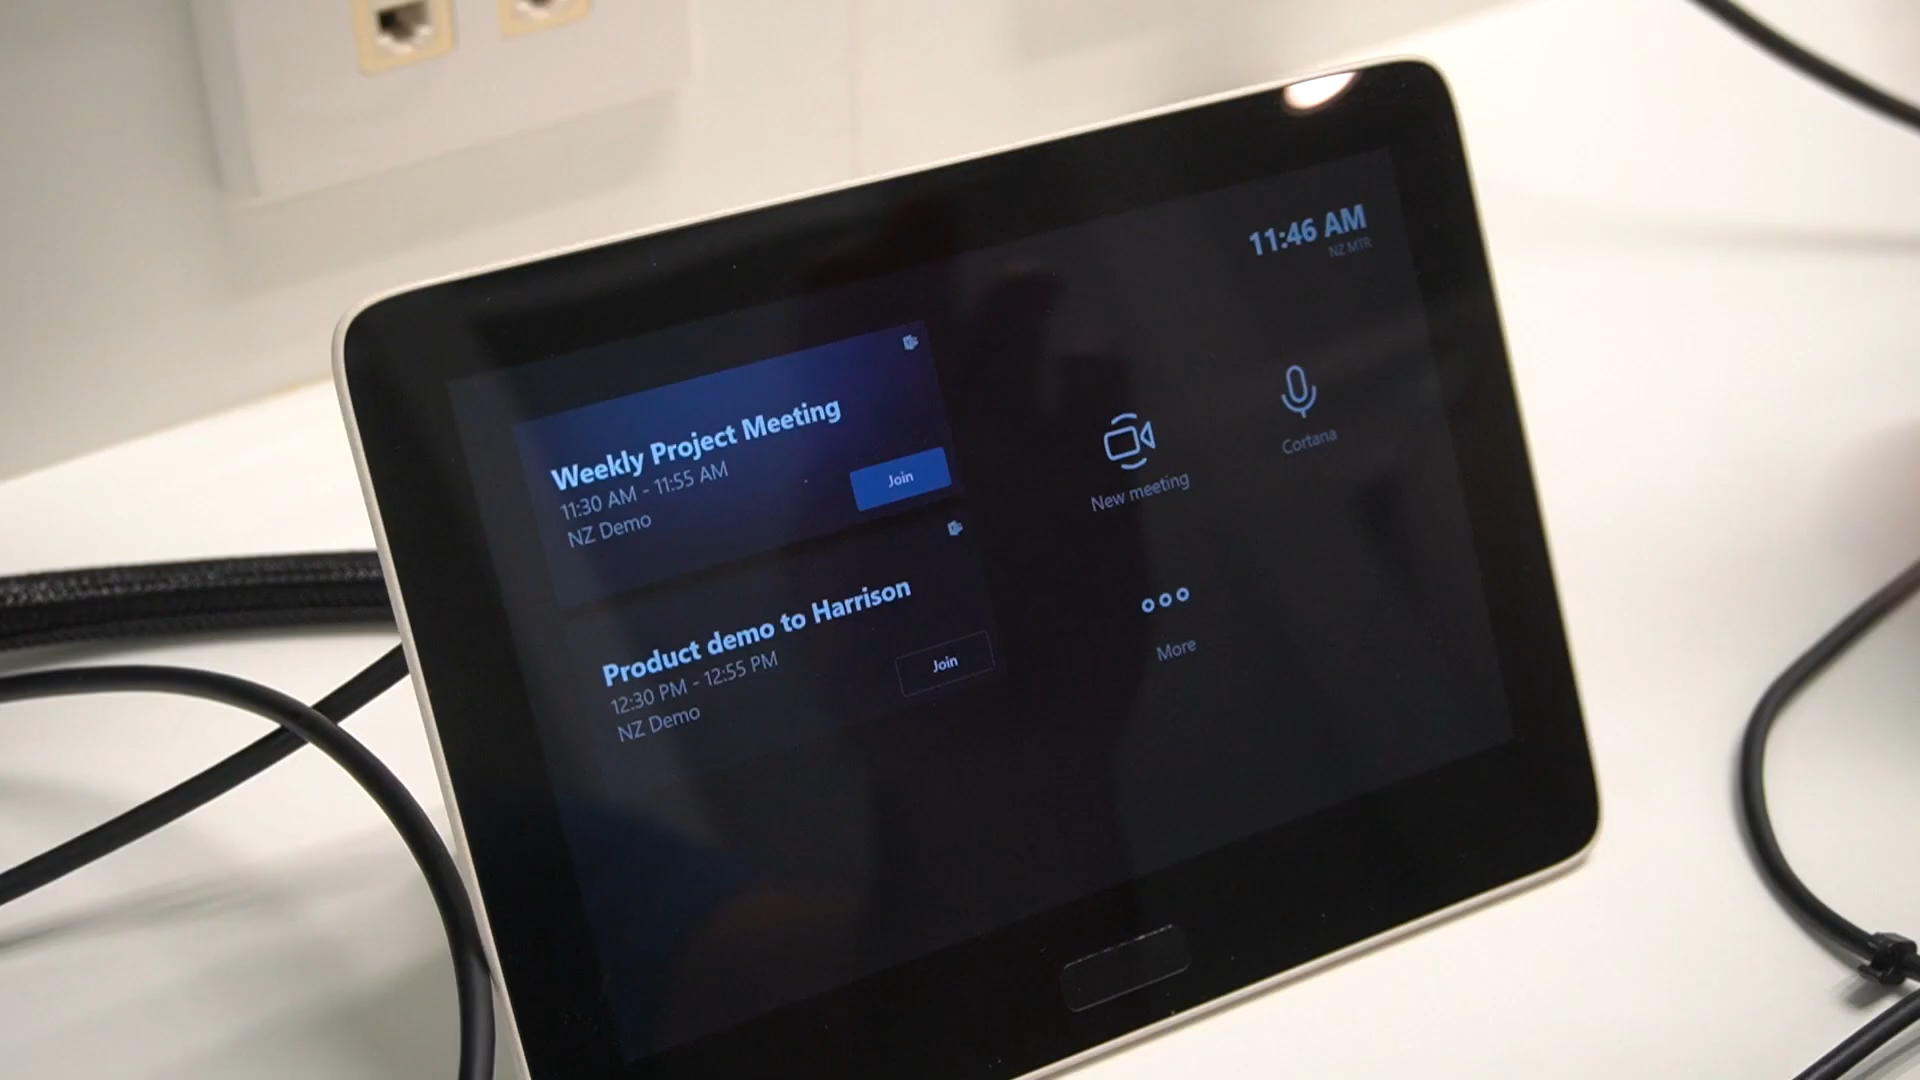 11:46 AM
NZ MTR
Weekly Project Meeting
11:30 AM - 11:55 AM
NZ Demo
Join
Product demo to Harrison
12:30 PM - 12:55 PM
NZ Demo
Join
New meeting
Cortana
More